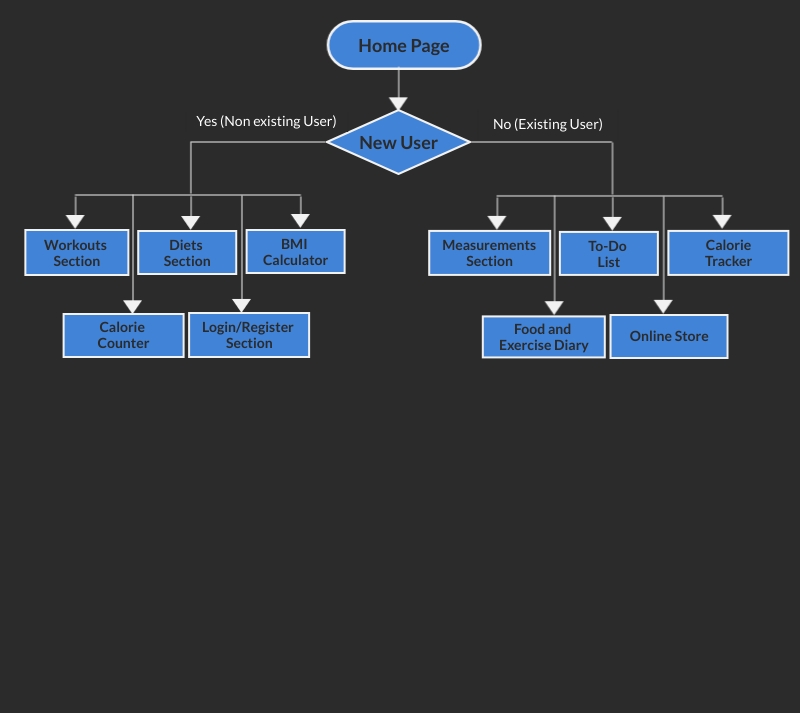 Home Page
Yes (Non existing User)
New User
No (Existing User)
Workouts
Section
Diets
Section
BMI
Calculator
Measurements
Section
To-Do
List
Calorie
Tracker
Calorie
Counter
Login/Register
Section
Food and
Exercise Diary
Online Store